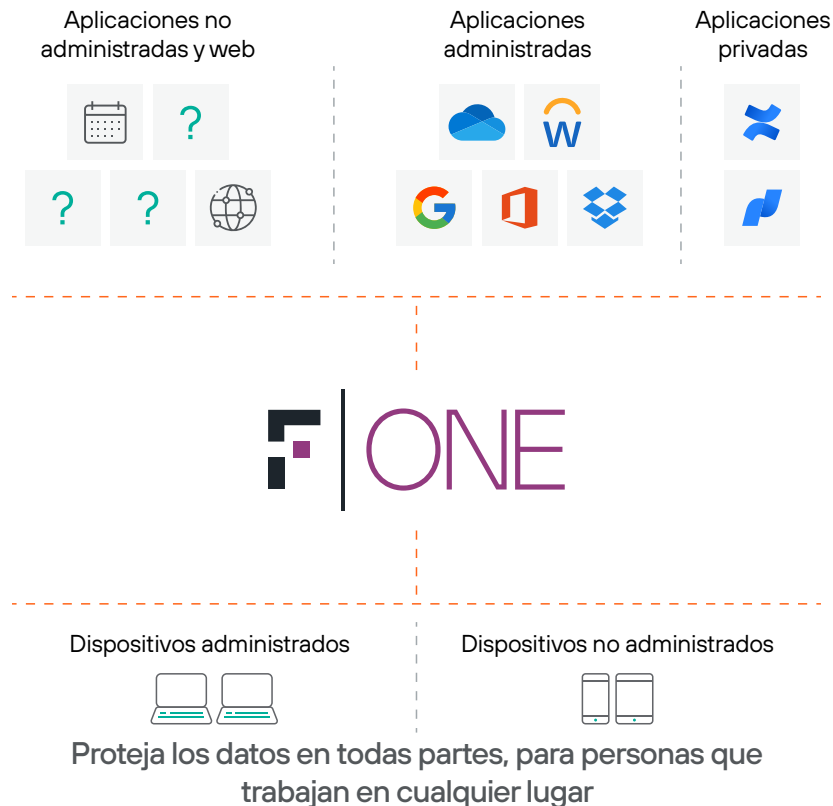 Aplicaciones no
administradas y web
Aplicaciones
administradas
Aplicaciones
privadas
?
?
?
W
G
F|ONE
Dispositivos administrados
Dispositivos no administrados
Proteja los datos en todas partes, para personas que
trabajan en cualquier lugar